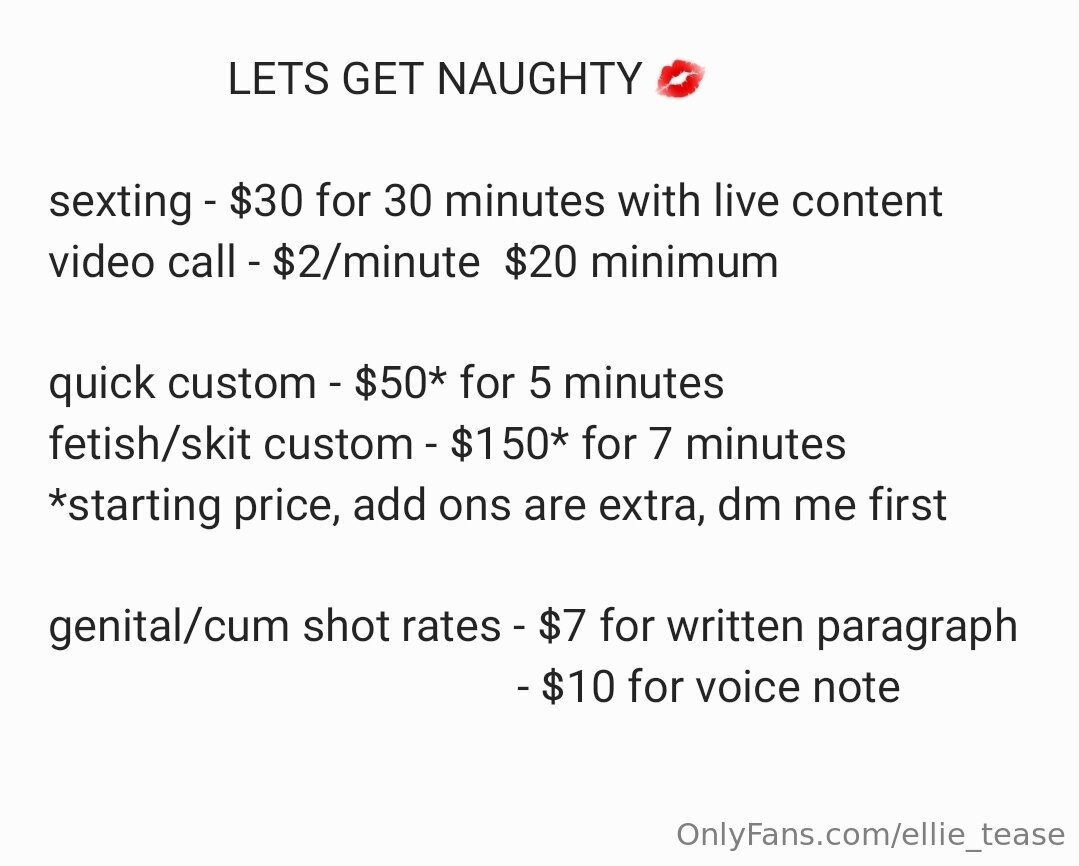 LETS GET NAUGHTY 💋
sexting - $30 for 30 minutes with live content
video call - $2/minute  $20 minimum
quick custom - $50* for 5 minutes
fetish/skit custom - $150* for 7 minutes
*starting price, add ons are extra, dm me first
genital/cum shot rates - $7 for written paragraph
- $10 for voice note
OnlyFans.com/ellie_tease